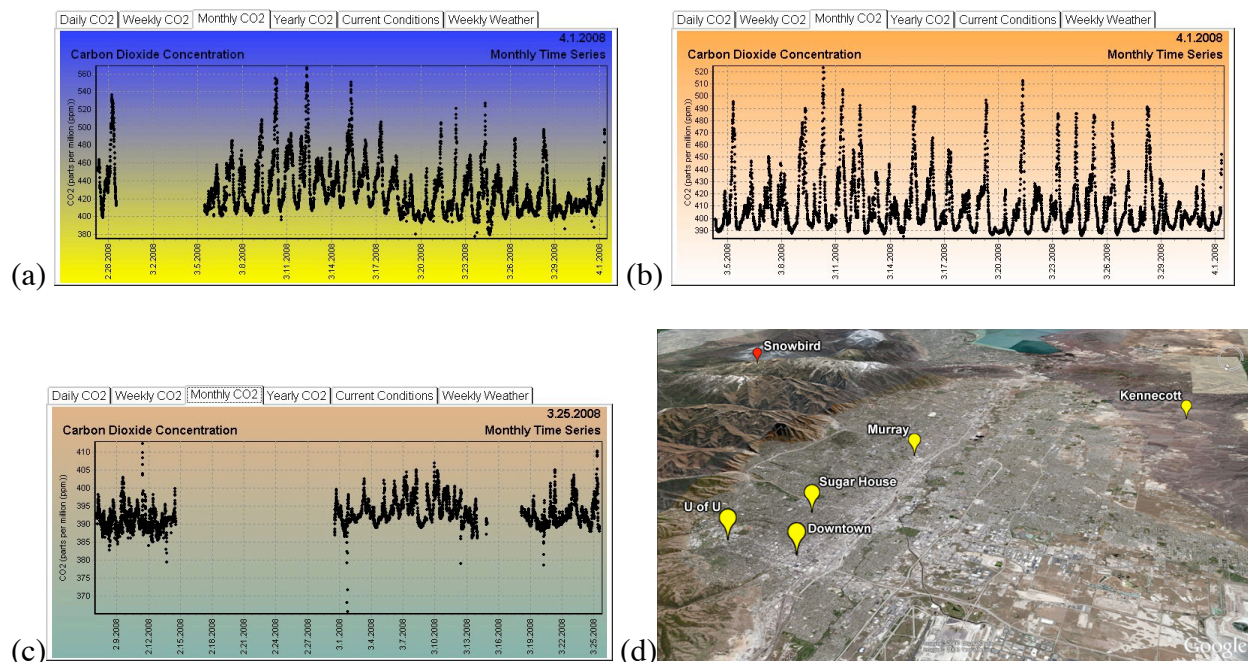 Daily CO2 Weekly CO2 Monthly CO2 Yearly CO2 Current Conditions Weekly Weather
4.1.2008
Carbon Dioxide Concentration Monthly Time Series
560
540
520
500
480
460
440
420
400
380
CO2 (parts per million (ppm))
2.28.2008 3.2.2008 3.5.2008 3.8.2008 3.11.2008 3.14.2008 3.17.2008 3.20.2008 3.23.2008 3.26.2008 3.29.2008 4.1.2008
(a)
Daily CO2 Weekly CO2 Monthly CO2 Yearly CO2 Current Conditions Weekly Weather
4.1.2008
Carbon Dioxide Concentration Monthly Time Series
520
510
500
490
480
470
460
450
440
430
420
410
400
390
CO2 (parts per million (ppm))
3.5.2008 3.8.2008 3.11.2008 3.14.2008 3.17.2008 3.20.2008 3.23.2008 3.26.2008 3.29.2008 4.1.2008
(b)
Daily CO2 Weekly CO2 Monthly CO2 Yearly CO2 Current Conditions Weekly Weather
3.25.2008
Carbon Dioxide Concentration Monthly Time Series
410
405
400
395
390
385
380
375
370
CO2 (parts per million (ppm))
2.9.2008 2.12.2008 2.15.2008 2.18.2008 2.21.2008 2.24.2008 2.27.2008 3.1.2008 3.4.2008 3.7.2008 3.10.2008 3.13.2008 3.16.2008 3.19.2008 3.22.2008 3.25.2008
(c)
Snowbird
Kennecott
Murray
Sugar House
U of U
Downtown
Google
(d)